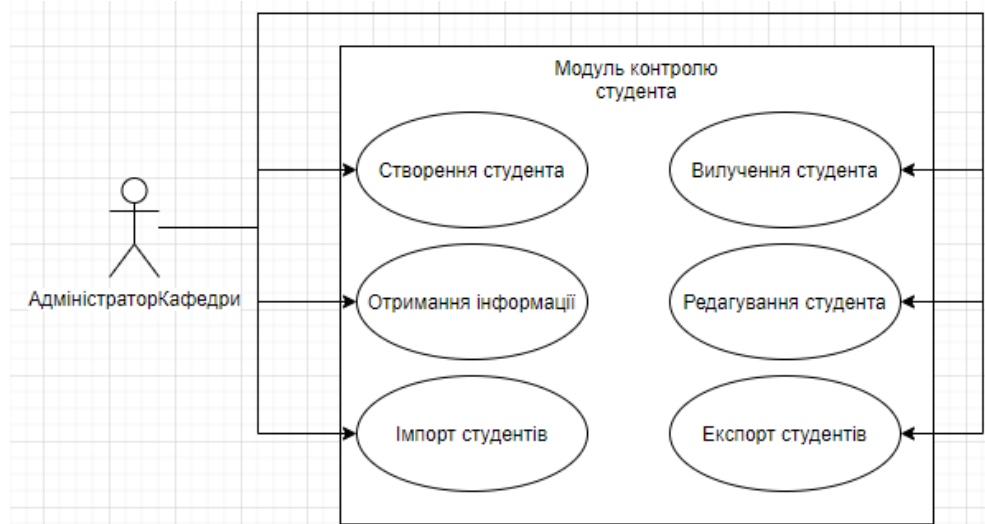 Модуль контролю
студента
Створення студента
Вилучення студента
АдміністраторКафедри
Отримання інформації
Редагування студента
Імпорт студентів
Експорт студентів